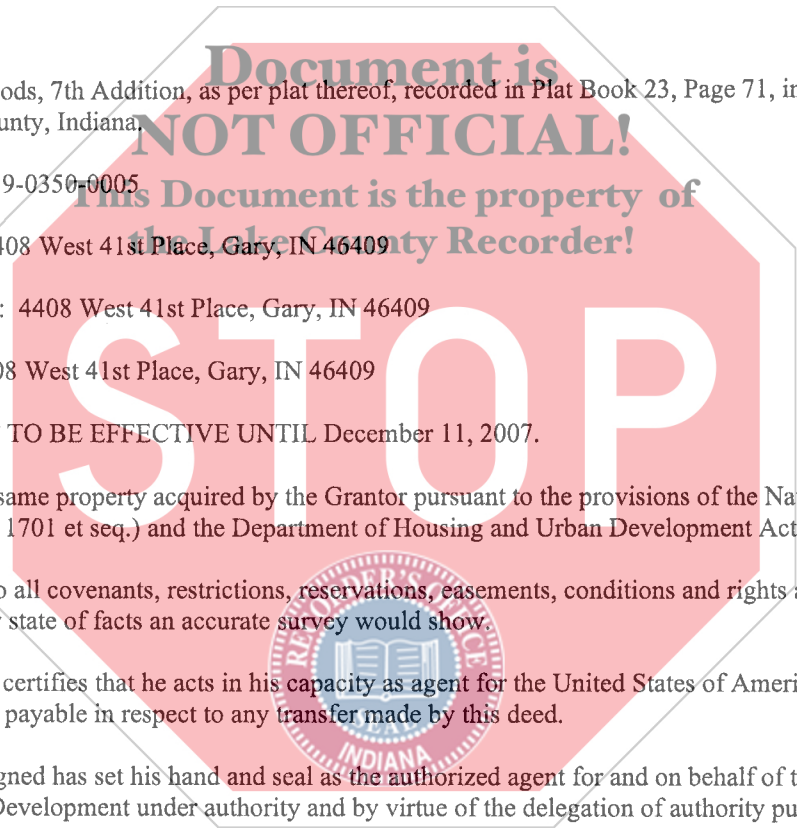 Document is
ods, 7th Addition, as per plat thereof, recorded in Plat Book 23, Page 71, in
unty, Indiana.
NOT OFFICIAL!
9-0350-0005
This Document is the property of
408 West 41st Place, Gary, IN 46409
the Lake County Recorder!
: 4408 West 41st Place, Gary, IN 46409
STOP
08 West 41st Place, Gary, IN 46409
TO BE EFFECTIVE UNTIL December 11, 2007.
same property acquired by the Grantor pursuant to the provisions of the Na
1701 et seq.) and the Department of Housing and Urban Development Act
o all covenants, restrictions, reservations, easements, conditions and rights a
state of facts an accurate survey would show.
RECORDER'S OFFICE
certifies that he acts in his capacity as agent for the United States of Ameri
payable in respect to any transfer made by this deed.
SEAL
INDIANA
gned has set his hand and seal as the authorized agent for and on behalf of t
Development under authority and by virtue of the delegation of authority pu